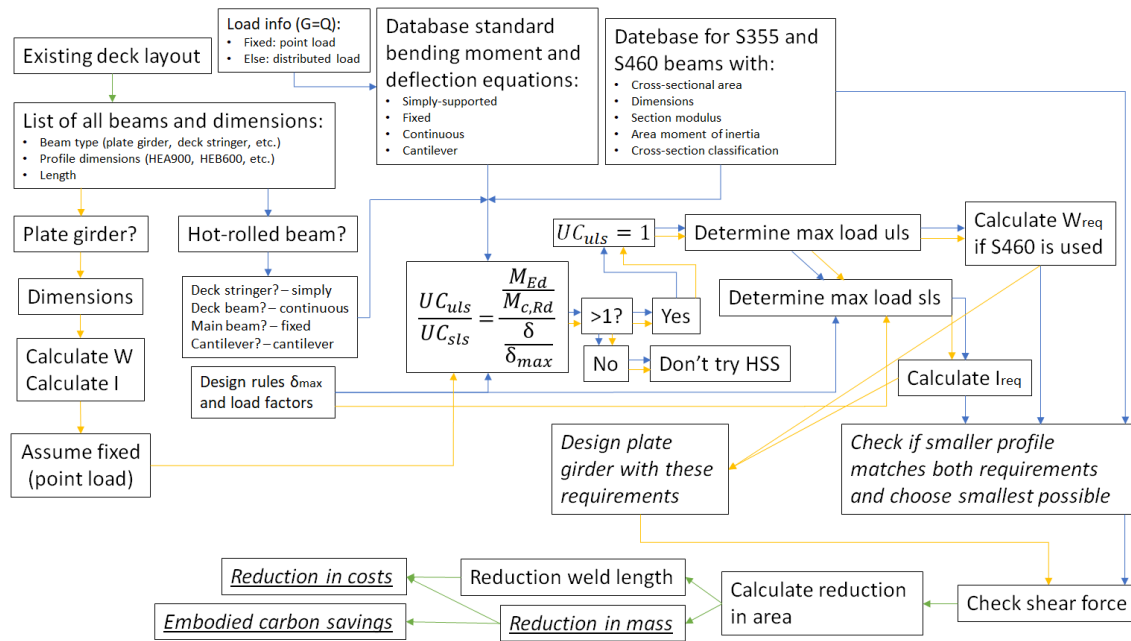 Load info (G=Q):
• Fixed: point load
• Else: distributed load
Existing deck layout
Database standard
bending moment and
deflection equations:
• Simply-supported
• Fixed
• Continuous
• Cantilever
Datebase for S355 and
S460 beams with:
• Cross-sectional area
• Dimensions
• Section modulus
• Area moment of inertia
• Cross-section classification
List of all beams and dimensions:
• Beam type (plate girder, deck stringer, etc.)
• Profile dimensions (HEA900, HEB600, etc.)
• Length
Plate girder?
Hot-rolled beam?
Dimensions
Deck stringer? – simply
Deck beam? – continuous
Main beam? – fixed
Cantilever? – cantilever
Calculate W
Calculate I
Design rules δmax
and load factors
Assume fixed
(point load)
UC_uls / UC_sls = (M_Ed / M_c,Rd) / (δ / δ_max)
>1?
Yes
No
Don't try HSS
UC_uls = 1
Determine max load uls
Calculate Wreq
if S460 is used
Determine max load sls
Calculate Ireq
Design plate
girder with these
requirements
Check if smaller profile
matches both requirements
and choose smallest possible
Check shear force
Calculate reduction
in area
Reduction weld length
Reduction in mass
Reduction in costs
Embodied carbon savings